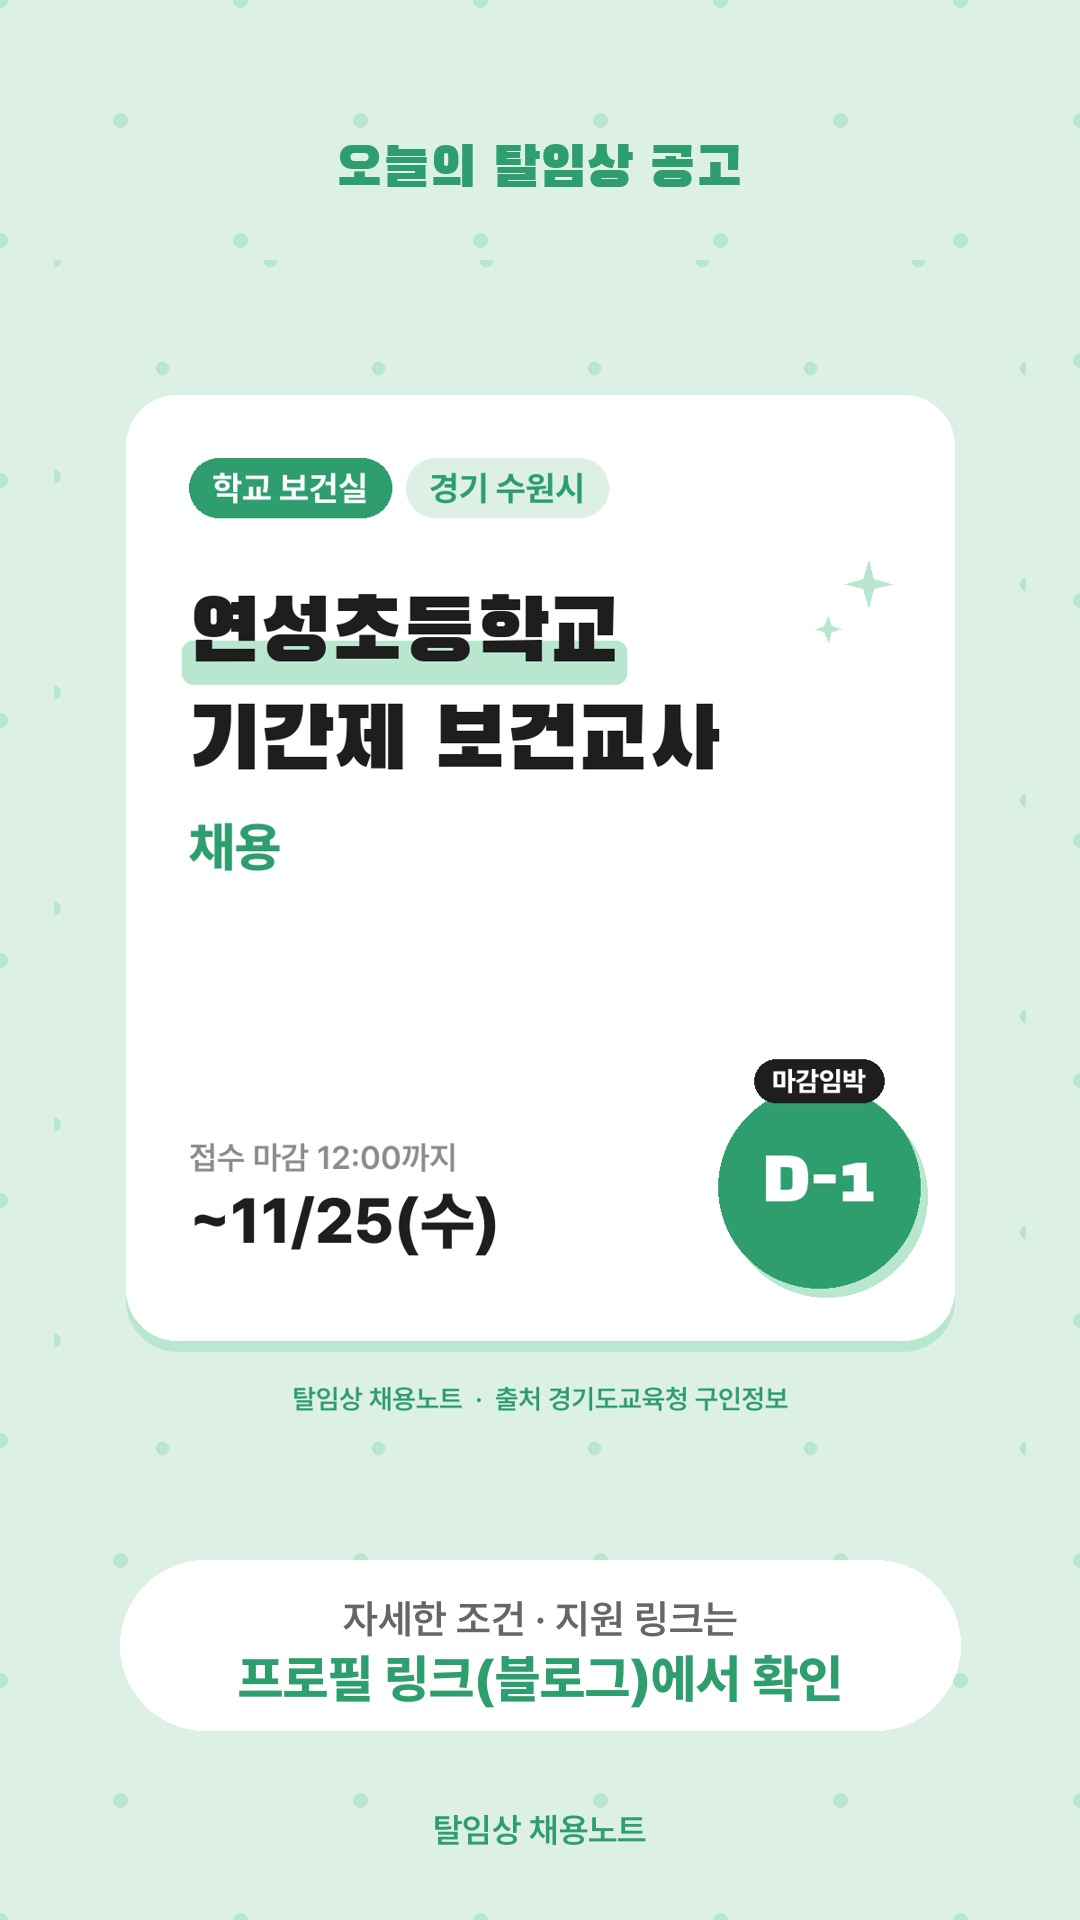 오늘의 탈임상 공고
학교 보건실
경기 수원시
연성초등학교
기간제 보건교사
채용
마감임박
D-1
접수 마감 12:00까지
~11/25(수)
탈임상 채용노트 · 출처 경기도교육청 구인정보
자세한 조건 · 지원 링크는
프로필 링크(블로그)에서 확인
탈임상 채용노트